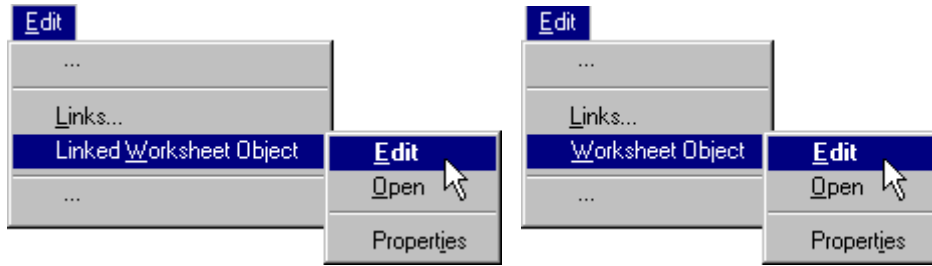 Edit
...
Links...
Linked Worksheet Object
Edit
Open
...
Properties
Edit
...
Links...
Worksheet Object
Edit
Open
...
Properties